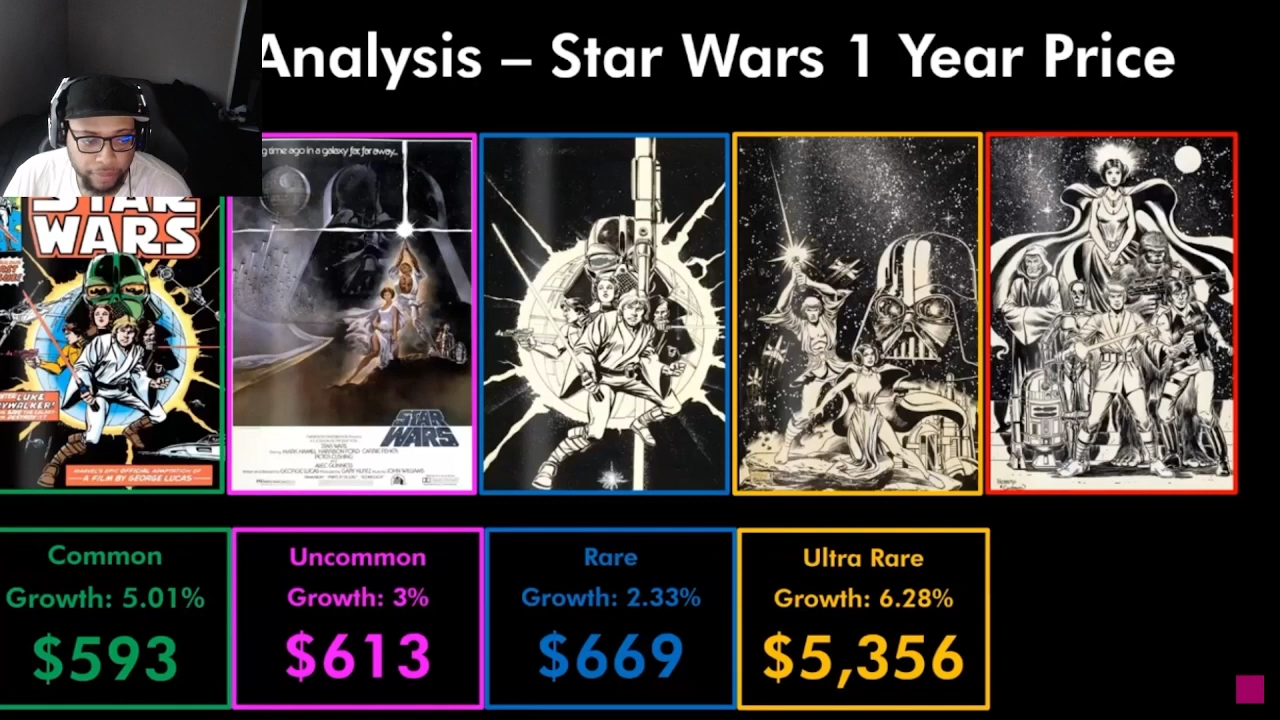 Analysis – Star Wars 1 Year Price
STAR
WARS
LUKE
SKYWALKER
MARVEL'S EPIC OFFICIAL ADAPTATION OF
A FILM BY GEORGE LUCAS
g time ago in a galaxy far, far away...
STAR
WARS
Common
Growth: 5.01%
$593
Uncommon
Growth: 3%
$613
Rare
Growth: 2.33%
$669
Ultra Rare
Growth: 6.28%
$5,356